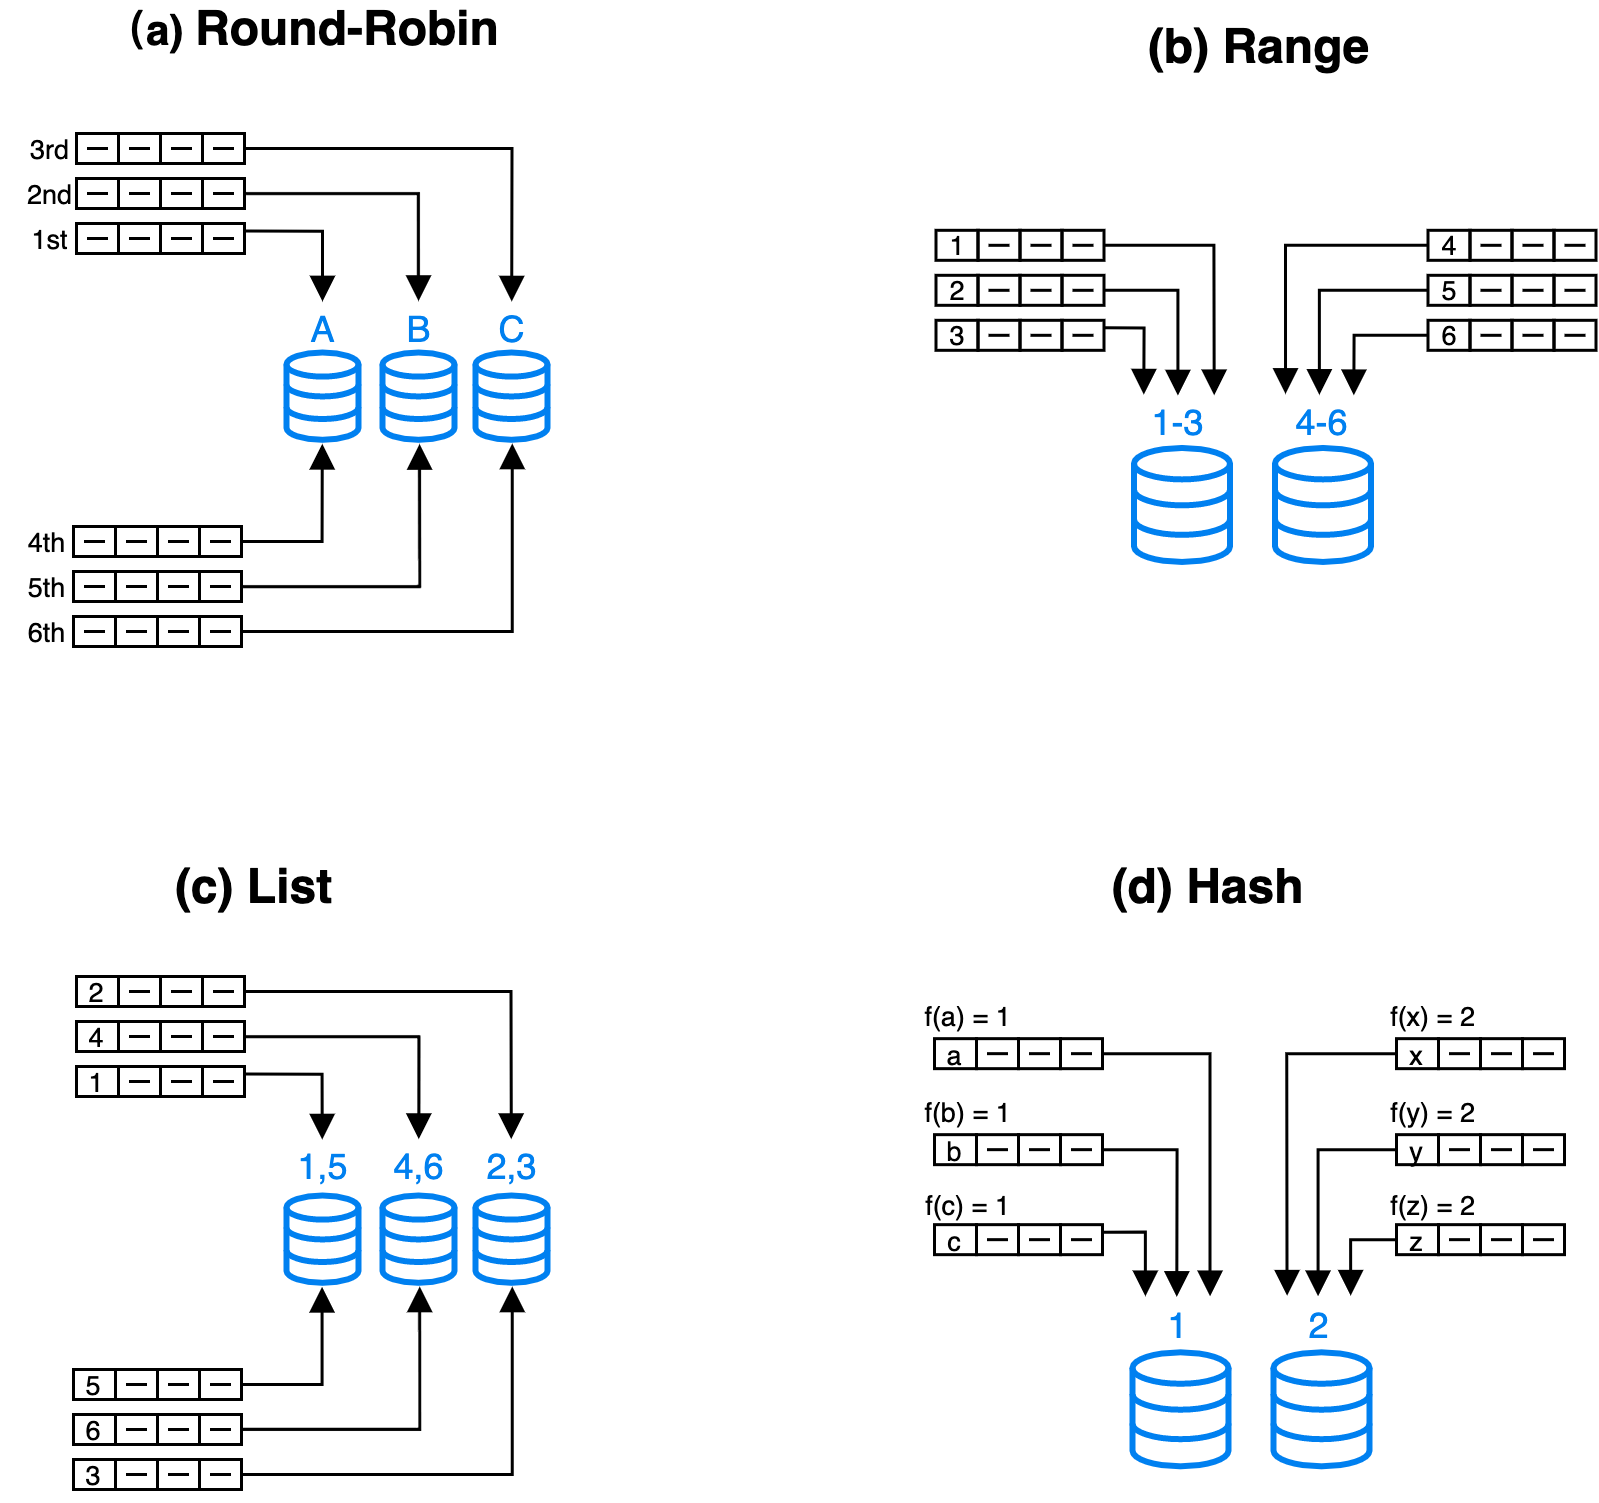 (a) Round-Robin
3rd
2nd
1st
A B C
4th
5th
6th
(b) Range
1 4
2 5
3 6
1-3 4-6
(c) List
2
4
1
1,5 4,6 2,3
5
6
3
(d) Hash
f(a) = 1 f(x) = 2
a x
f(b) = 1 f(y) = 2
b y
f(c) = 1 f(z) = 2
c z
1 2